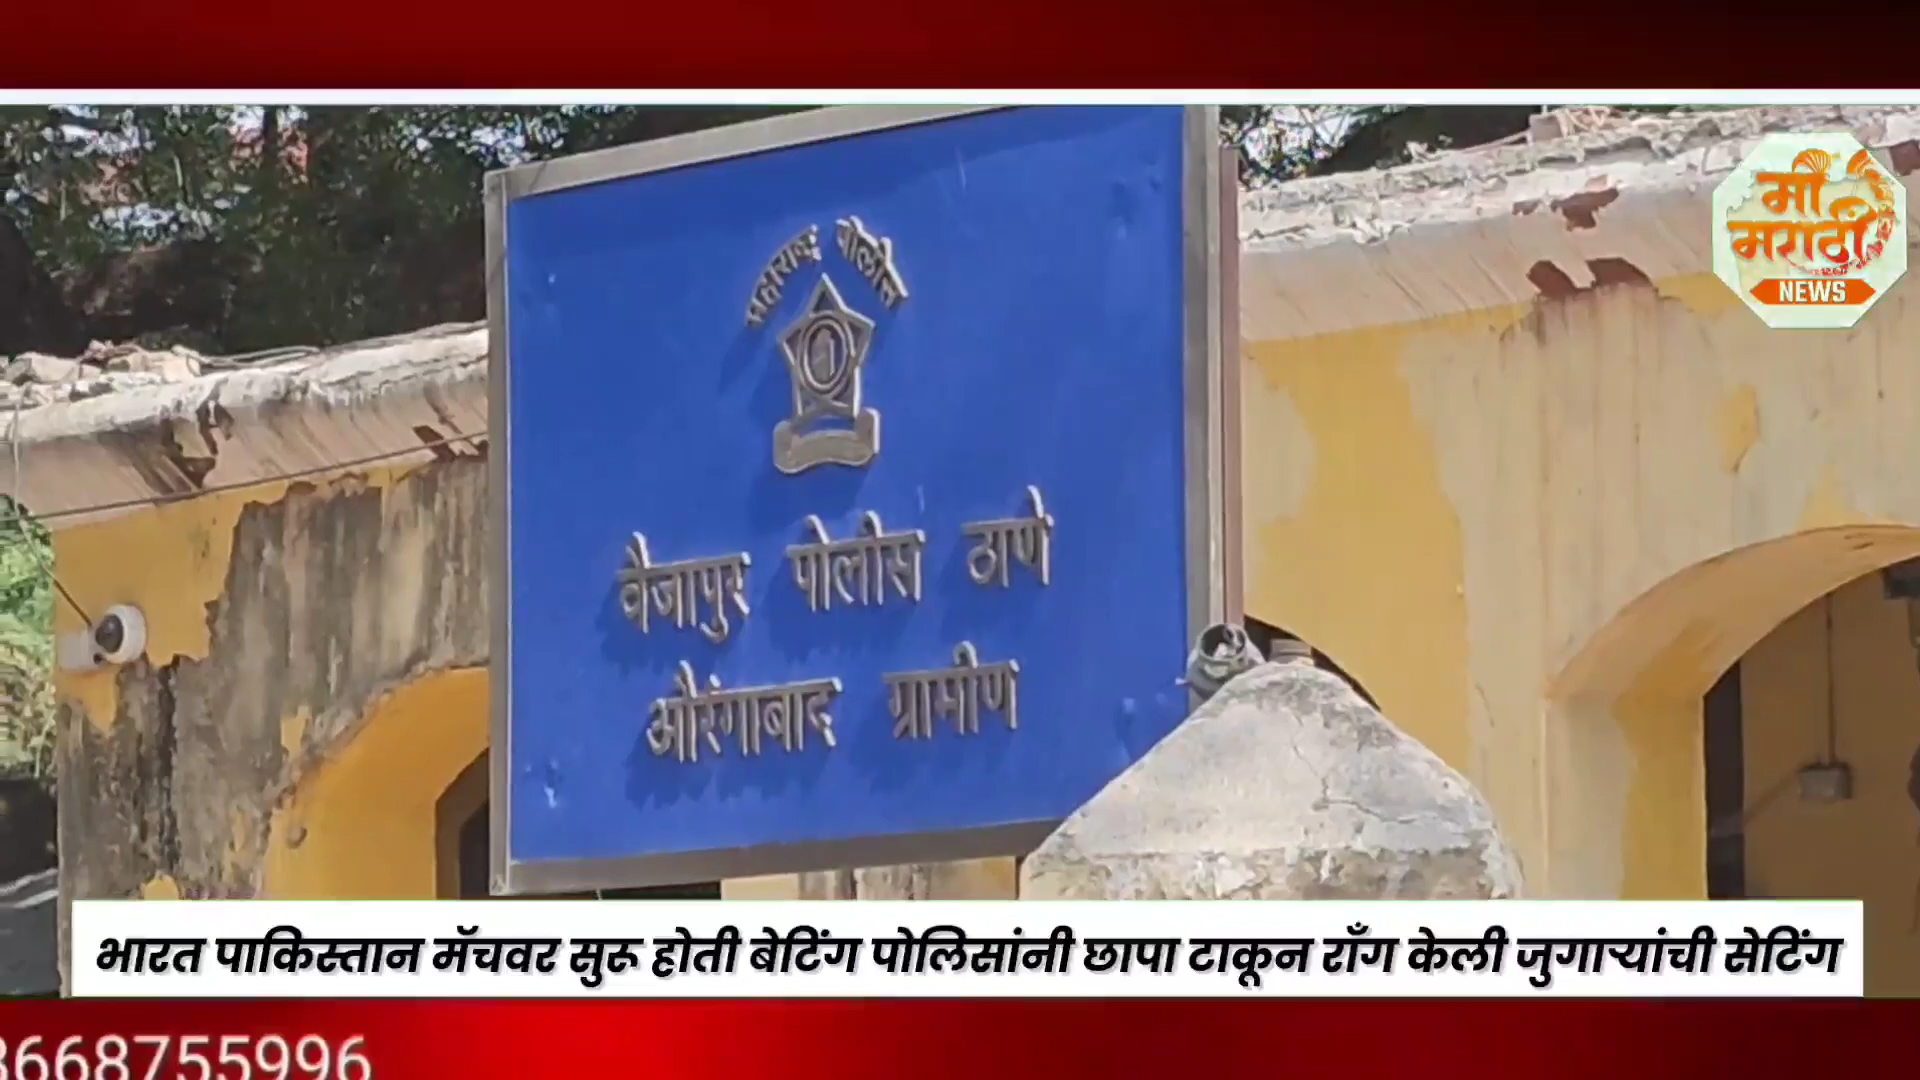 महाराष्ट्र पोलीस
मी
मराठी
NEWS
वैजापुर पोलीस ठाणे
औरंगाबाद ग्रामीण
भारत पाकिस्तान मॅचवर सुरू होती बेटिंग पोलिसांनी छापा टाकून राँग केली जुगाऱ्यांची सेटिंग
8668755996